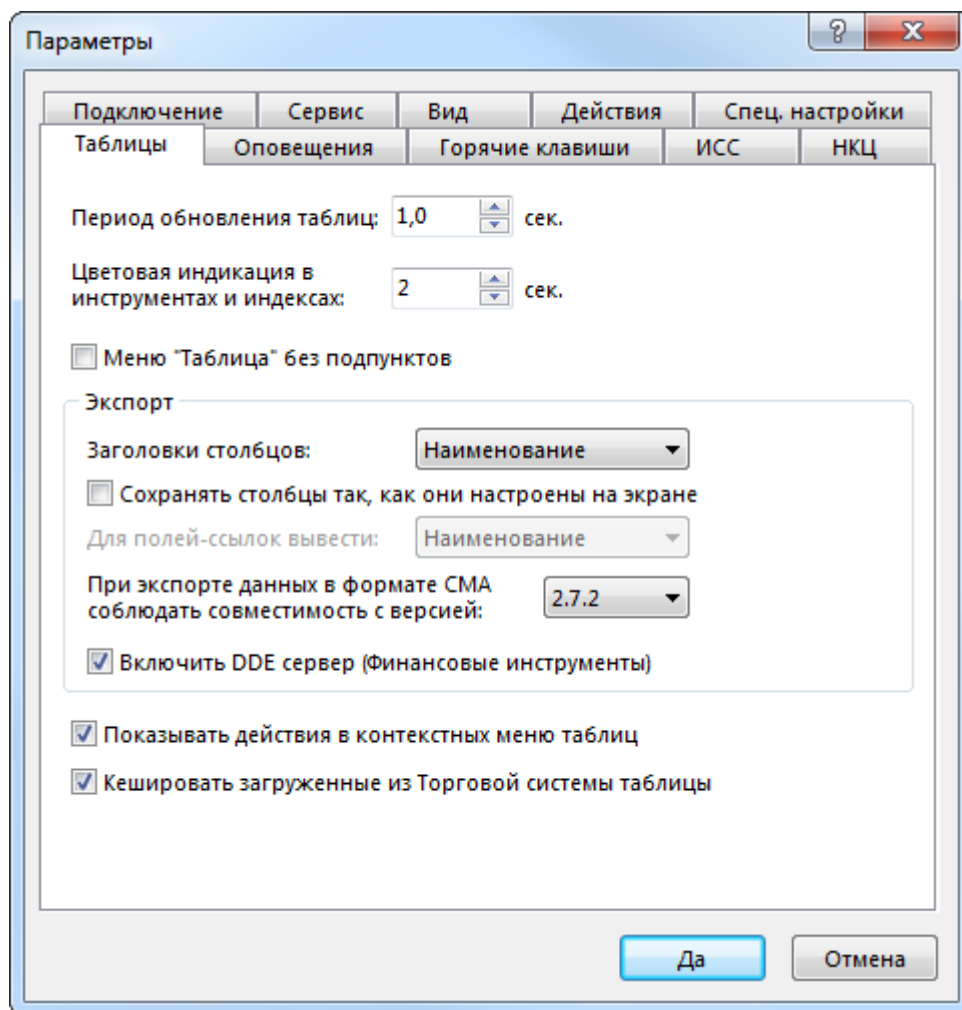 Параметры
Подключение Сервис Вид Действия Спец. настройки
Таблицы Оповещения Горячие клавиши ИСС НКЦ
Период обновления таблиц: 1,0 сек.
Цветовая индикация в
инструментах и индексах: 2 сек.
Меню "Таблица" без подпунктов
Экспорт
Заголовки столбцов: Наименование
Сохранять столбцы так, как они настроены на экране
Для полей-ссылок вывести: Наименование
При экспорте данных в формате СМА
соблюдать совместимость с версией: 2.7.2
Включить DDE сервер (Финансовые инструменты)
Показывать действия в контекстных меню таблиц
Кешировать загруженные из Торговой системы таблицы
Да Отмена